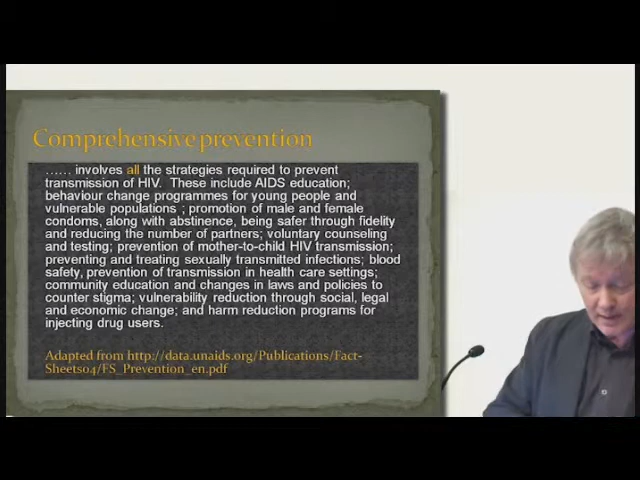 Comprehensive prevention
...... involves all the strategies required to prevent
transmission of HIV. These include AIDS education;
behaviour change programmes for young people and
vulnerable populations ; promotion of male and female
condoms, along with abstinence, being safer through fidelity
and reducing the number of partners; voluntary counseling
and testing; prevention of mother-to-child HIV transmission;
preventing and treating sexually transmitted infections; blood
safety, prevention of transmission in health care settings;
community education and changes in laws and policies to
counter stigma; vulnerability reduction through social, legal
and economic change; and harm reduction programs for
injecting drug users.
Adapted from http://data.unaids.org/Publications/Fact-
Sheets04/FS_Prevention_en.pdf